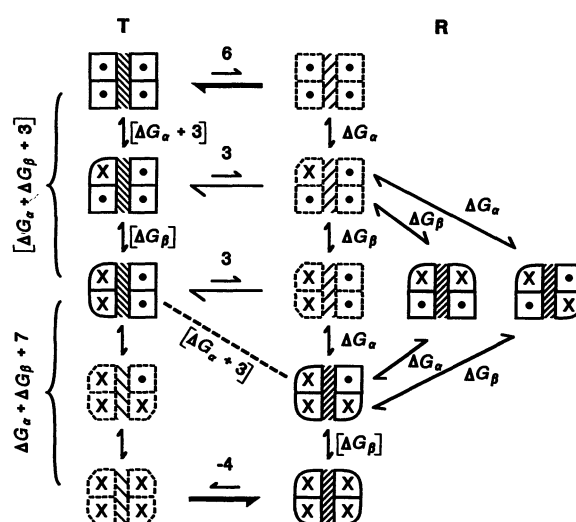 T R
6
[ΔGα + 3] ΔGα
3
[ΔGα + ΔGβ + 3]
X X
ΔGα
[ΔGβ] ΔGβ ΔGβ
3
X X X X X
X X X
[ΔGα + 3] ΔGα ΔGα
ΔGβ
ΔGα + ΔGβ + 7
X X X
X X X X
[ΔGβ]
-4
X X X X
X X X X